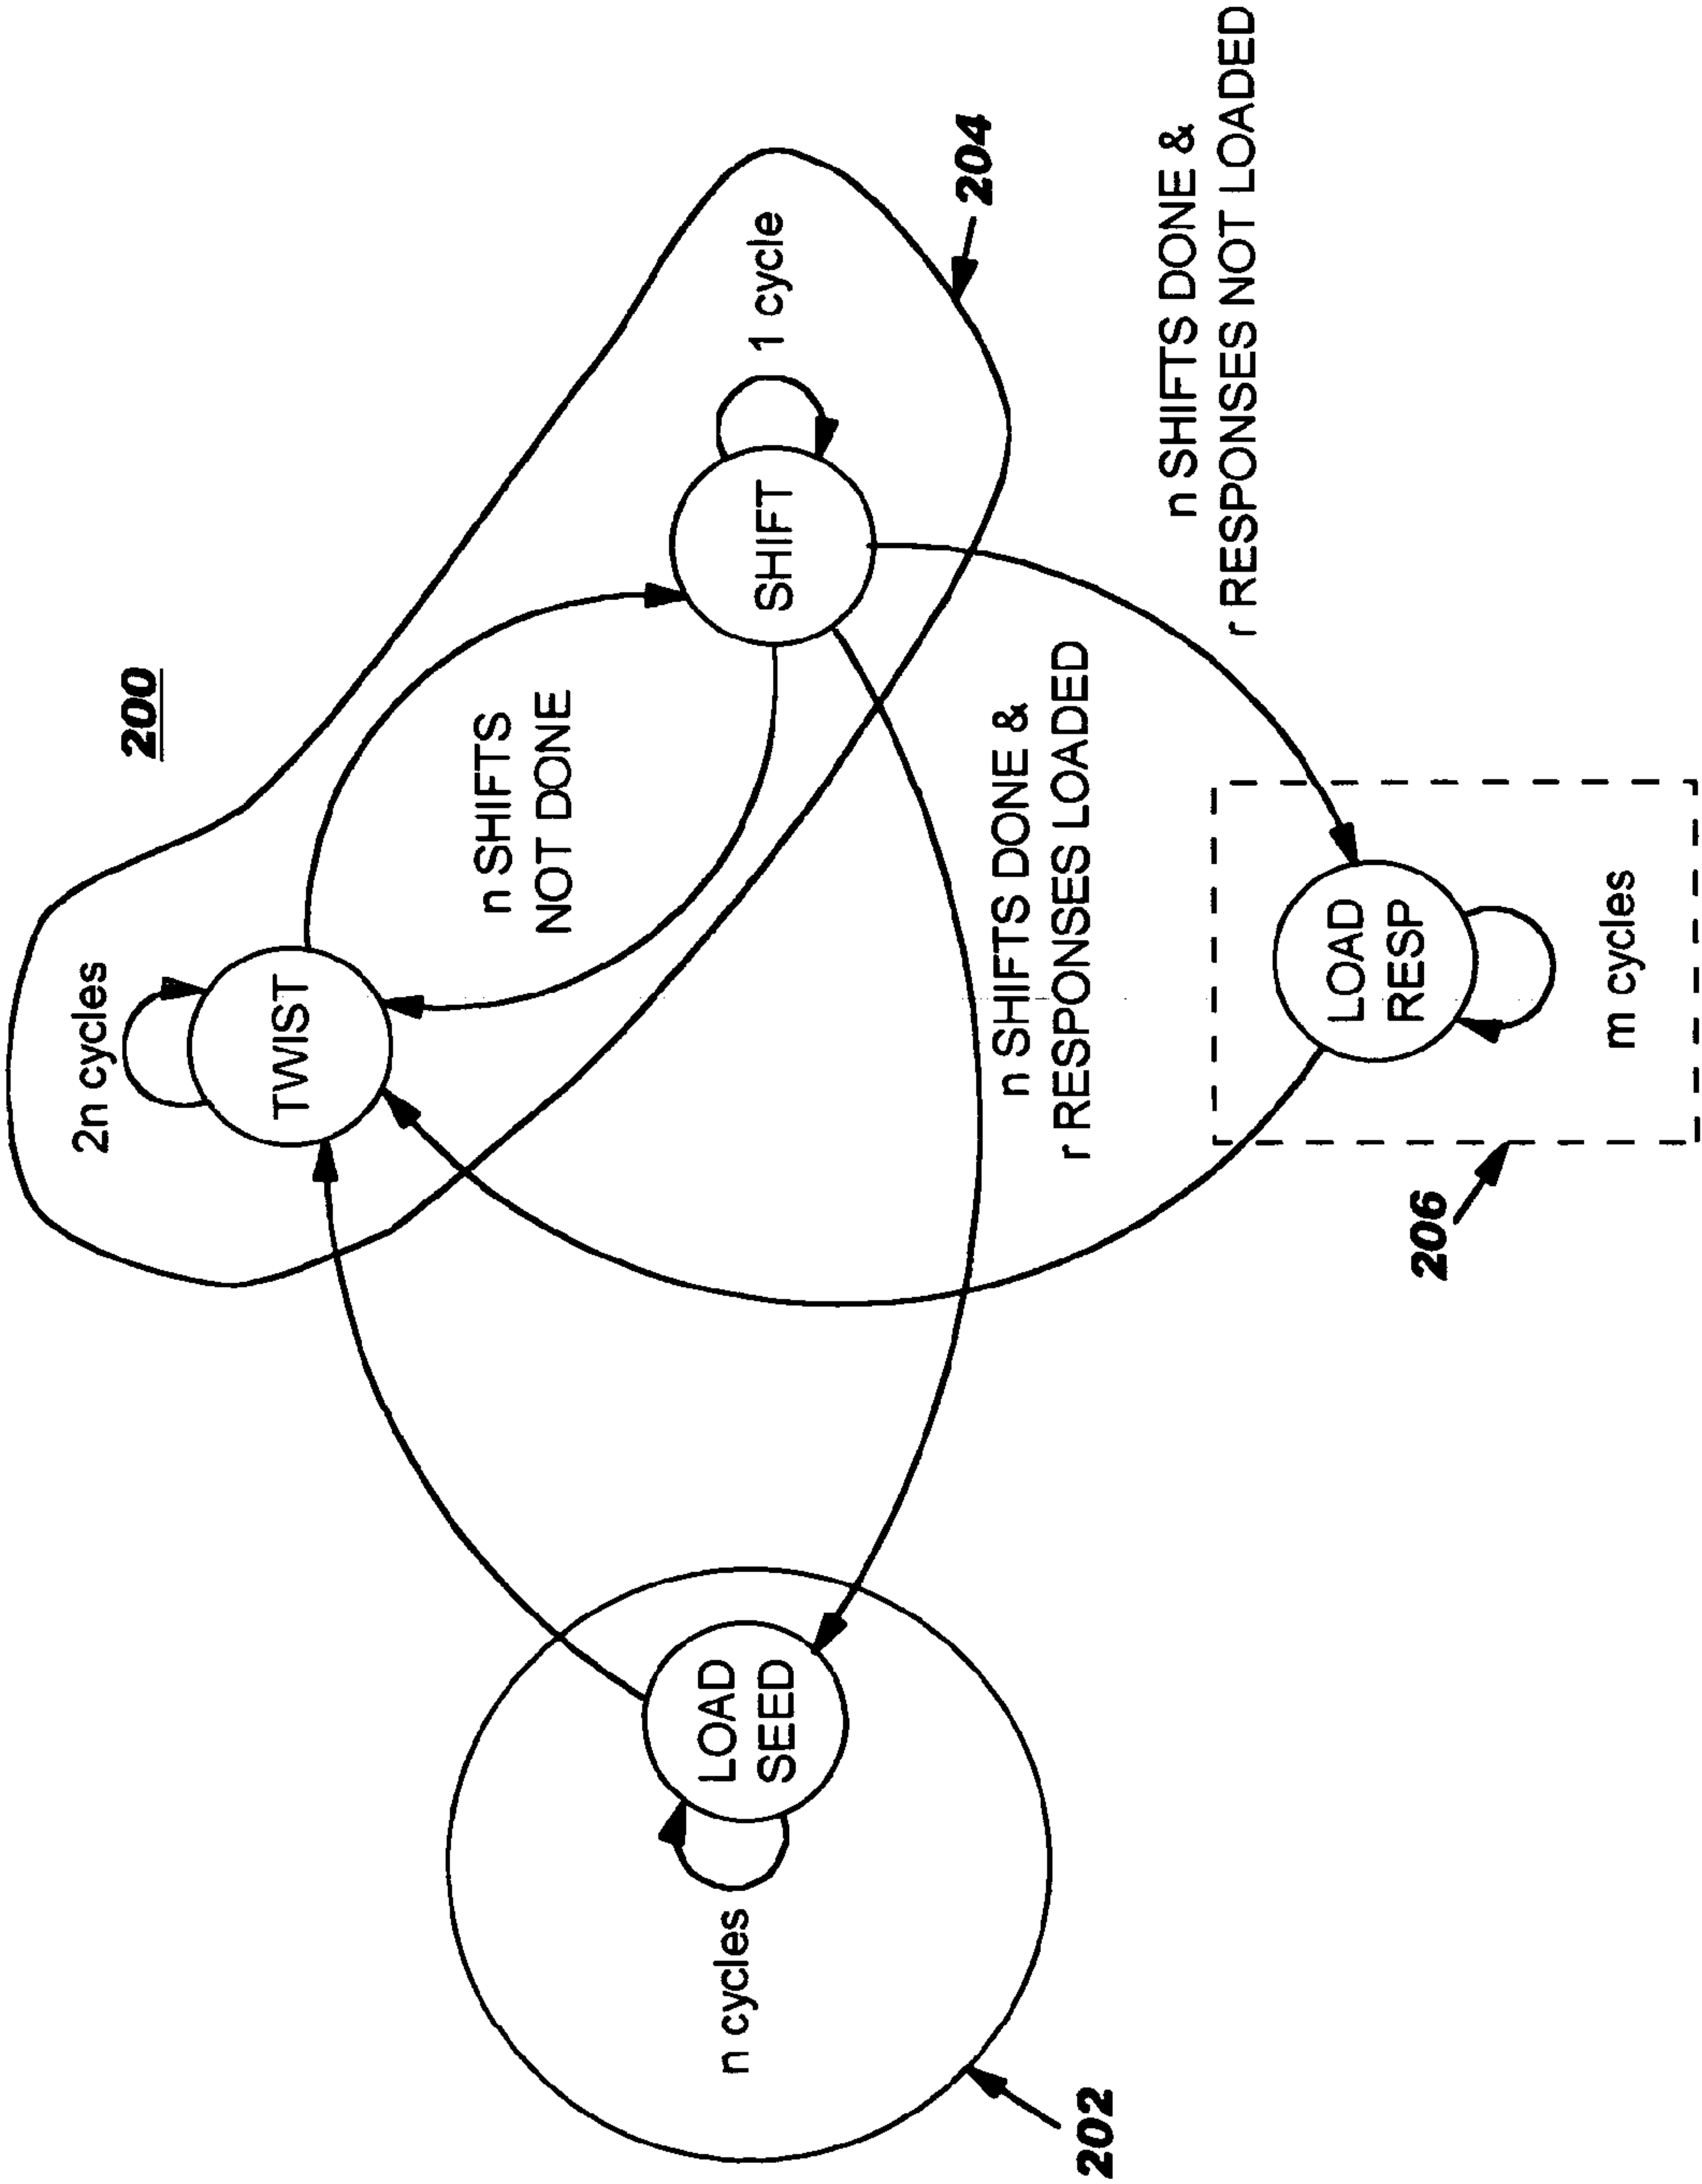 200
2n cycles
TWIST
n SHIFTS
NOT DONE
SHIFT
1 cycle
204
LOAD
SEED
n cycles
202
n SHIFTS DONE &
r RESPONSES LOADED
n SHIFTS DONE &
r RESPONSES NOT LOADED
LOAD
RESP
m cycles
206